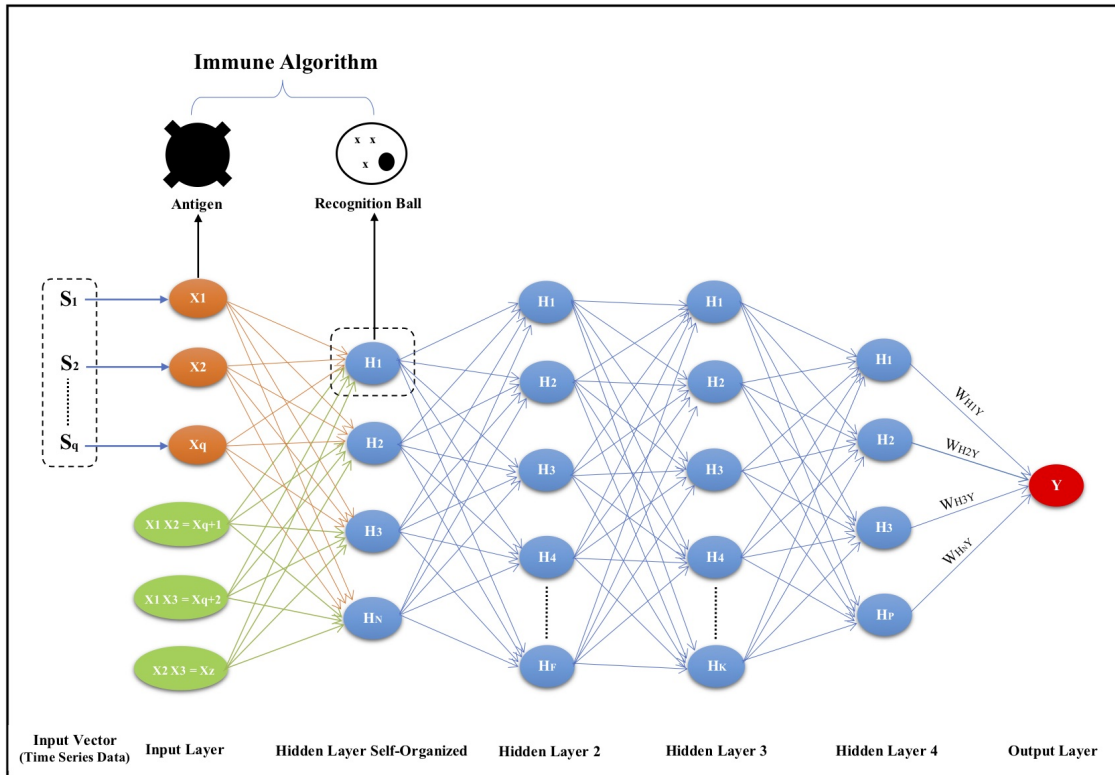 Immune Algorithm
x x
x
Antigen
Recognition Ball
S1
S2
Sq
X1
X2
Xq
X1 X2 = Xq+1
X1 X3 = Xq+2
X2 X3 = Xz
H1
H2
H3
HN
H1
H2
H3
H4
HF
H1
H2
H3
H4
HK
H1
H2
H3
HP
WH1Y
WH2Y
WH3Y
WHNY
Y
Input Vector
(Time Series Data)
Input Layer
Hidden Layer Self-Organized
Hidden Layer 2
Hidden Layer 3
Hidden Layer 4
Output Layer